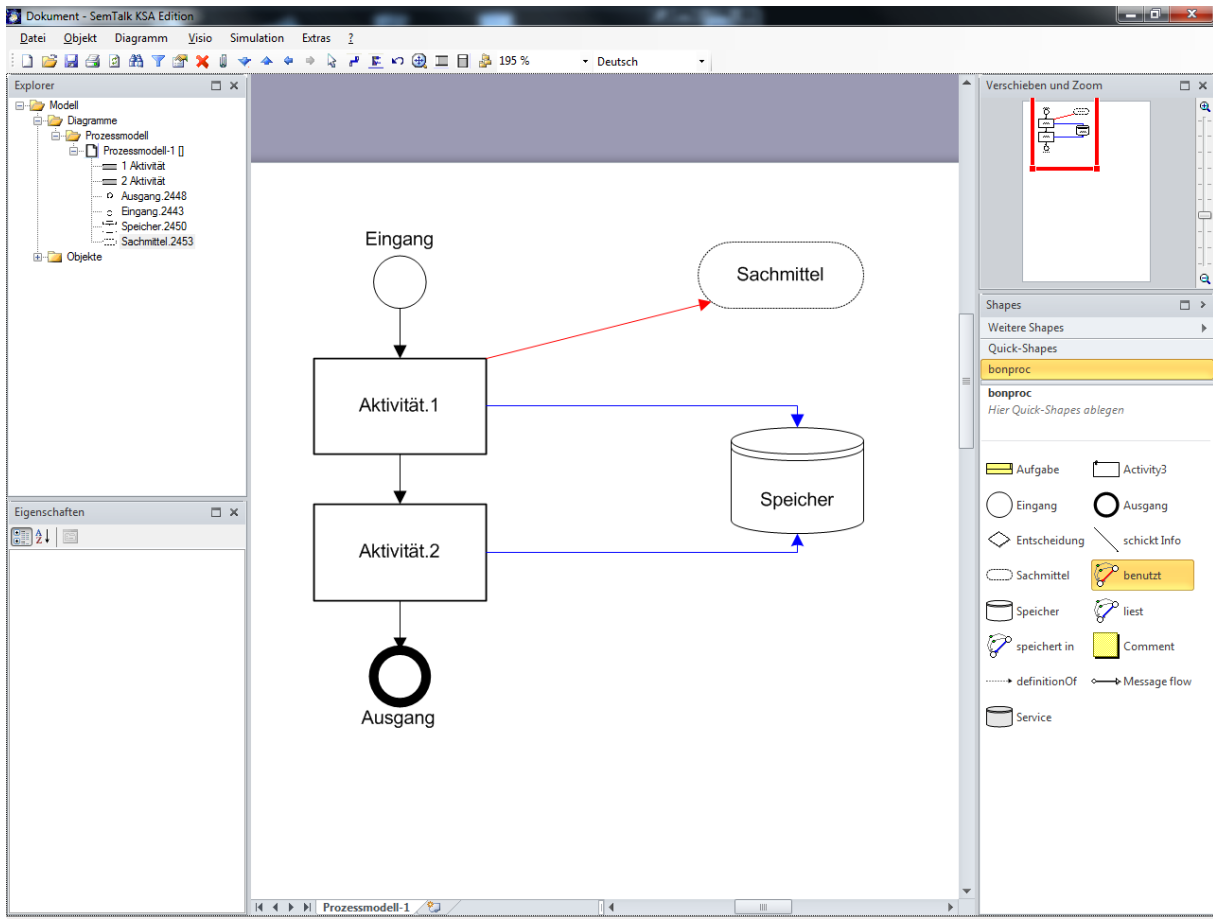 Dokument - SemTalk KSA Edition
Datei Objekt Diagramm Visio Simulation Extras ?
195 % Deutsch
Explorer
Modell
Diagramme
Prozessmodell
Prozessmodell-1 []
1 Aktivität
2 Aktivität
Ausgang.2448
Eingang.2443
Speicher.2450
Sachmittel.2453
Objekte
Eigenschaften
Eingang
Sachmittel
Aktivität.1
Speicher
Aktivität.2
Ausgang
Prozessmodell-1
Verschieben und Zoom
Shapes
Weitere Shapes
Quick-Shapes
bonproc
bonproc
Hier Quick-Shapes ablegen
Aufgabe Activity3
Eingang Ausgang
Entscheidung schickt Info
Sachmittel benutzt
Speicher liest
speichert in Comment
definitionOf Message flow
Service